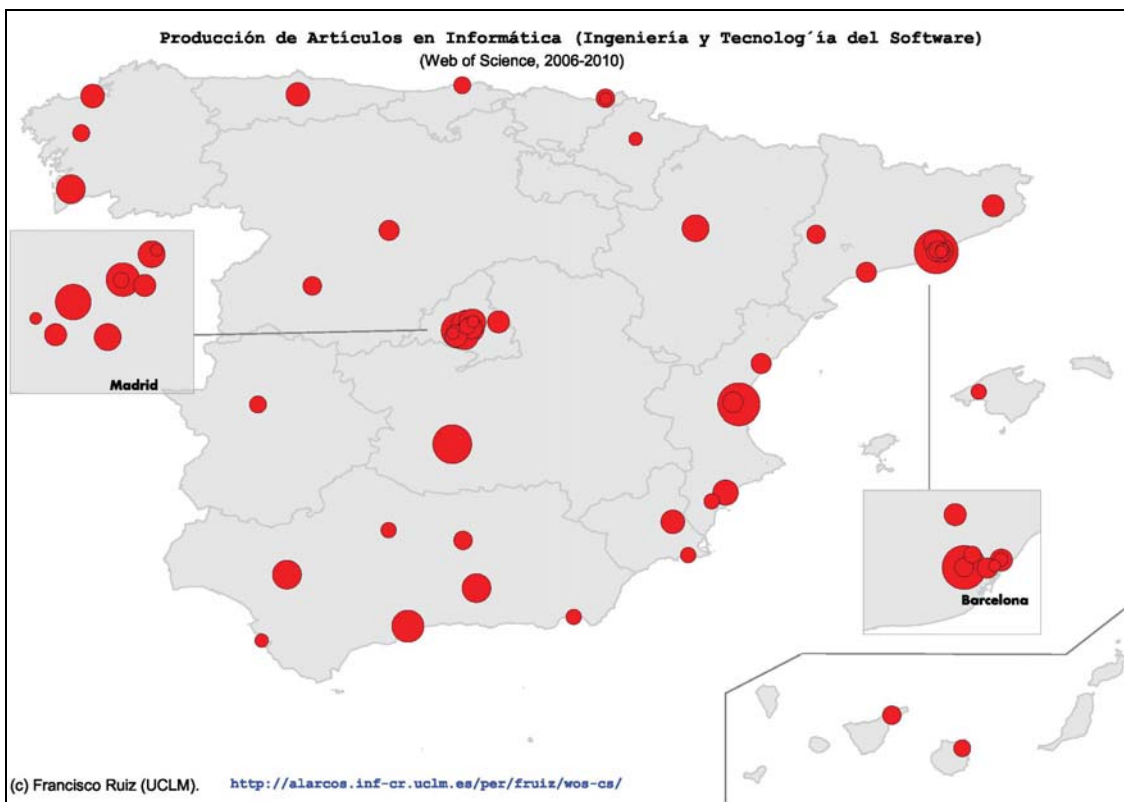 Producción de Artículos en Informática (Ingeniería y Tecnolog´ía del Software)
(Web of Science, 2006-2010)
Madrid
Barcelona
(c) Francisco Ruiz (UCLM). http://alarcos.inf-cr.uclm.es/per/fruiz/wos-cs/